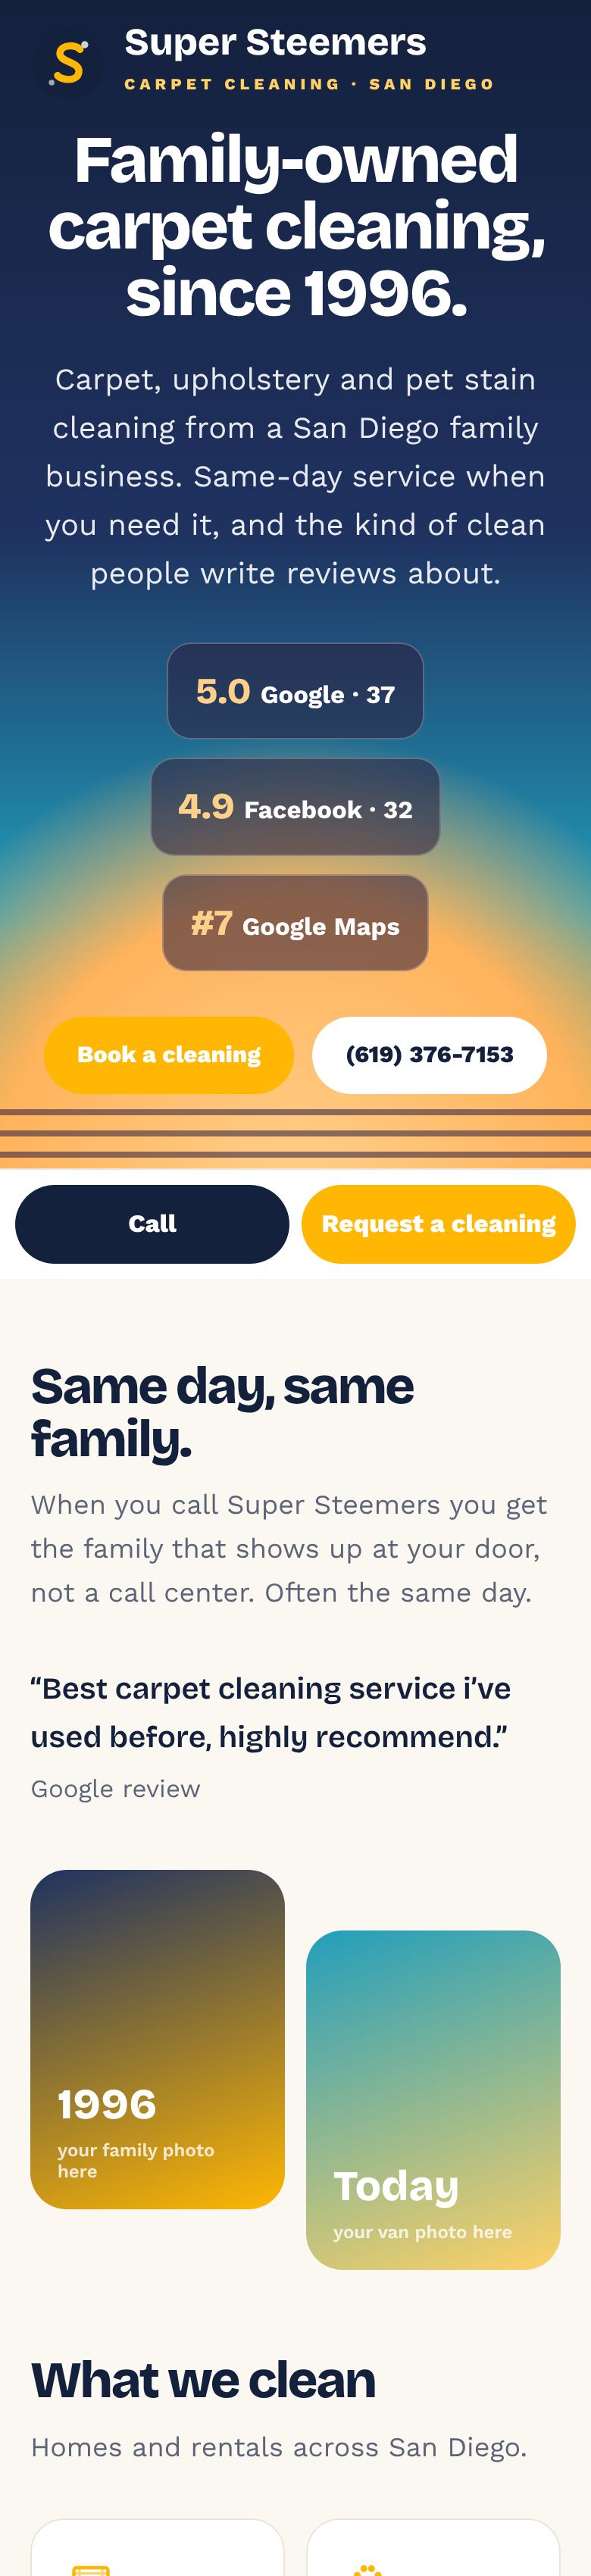 S
Super Steemers
CARPET CLEANING · SAN DIEGO
Family-owned
carpet cleaning,
since 1996.
Carpet, upholstery and pet stain
cleaning from a San Diego family
business. Same-day service when
you need it, and the kind of clean
people write reviews about.
5.0 Google · 37
4.9 Facebook · 32
#7 Google Maps
Book a cleaning
(619) 376-7153
Call
Request a cleaning
Same day, same
family.
When you call Super Steemers you get
the family that shows up at your door,
not a call center. Often the same day.
“Best carpet cleaning service i’ve
used before, highly recommend.”
Google review
1996
your family photo
here
Today
your van photo here
What we clean
Homes and rentals across San Diego.